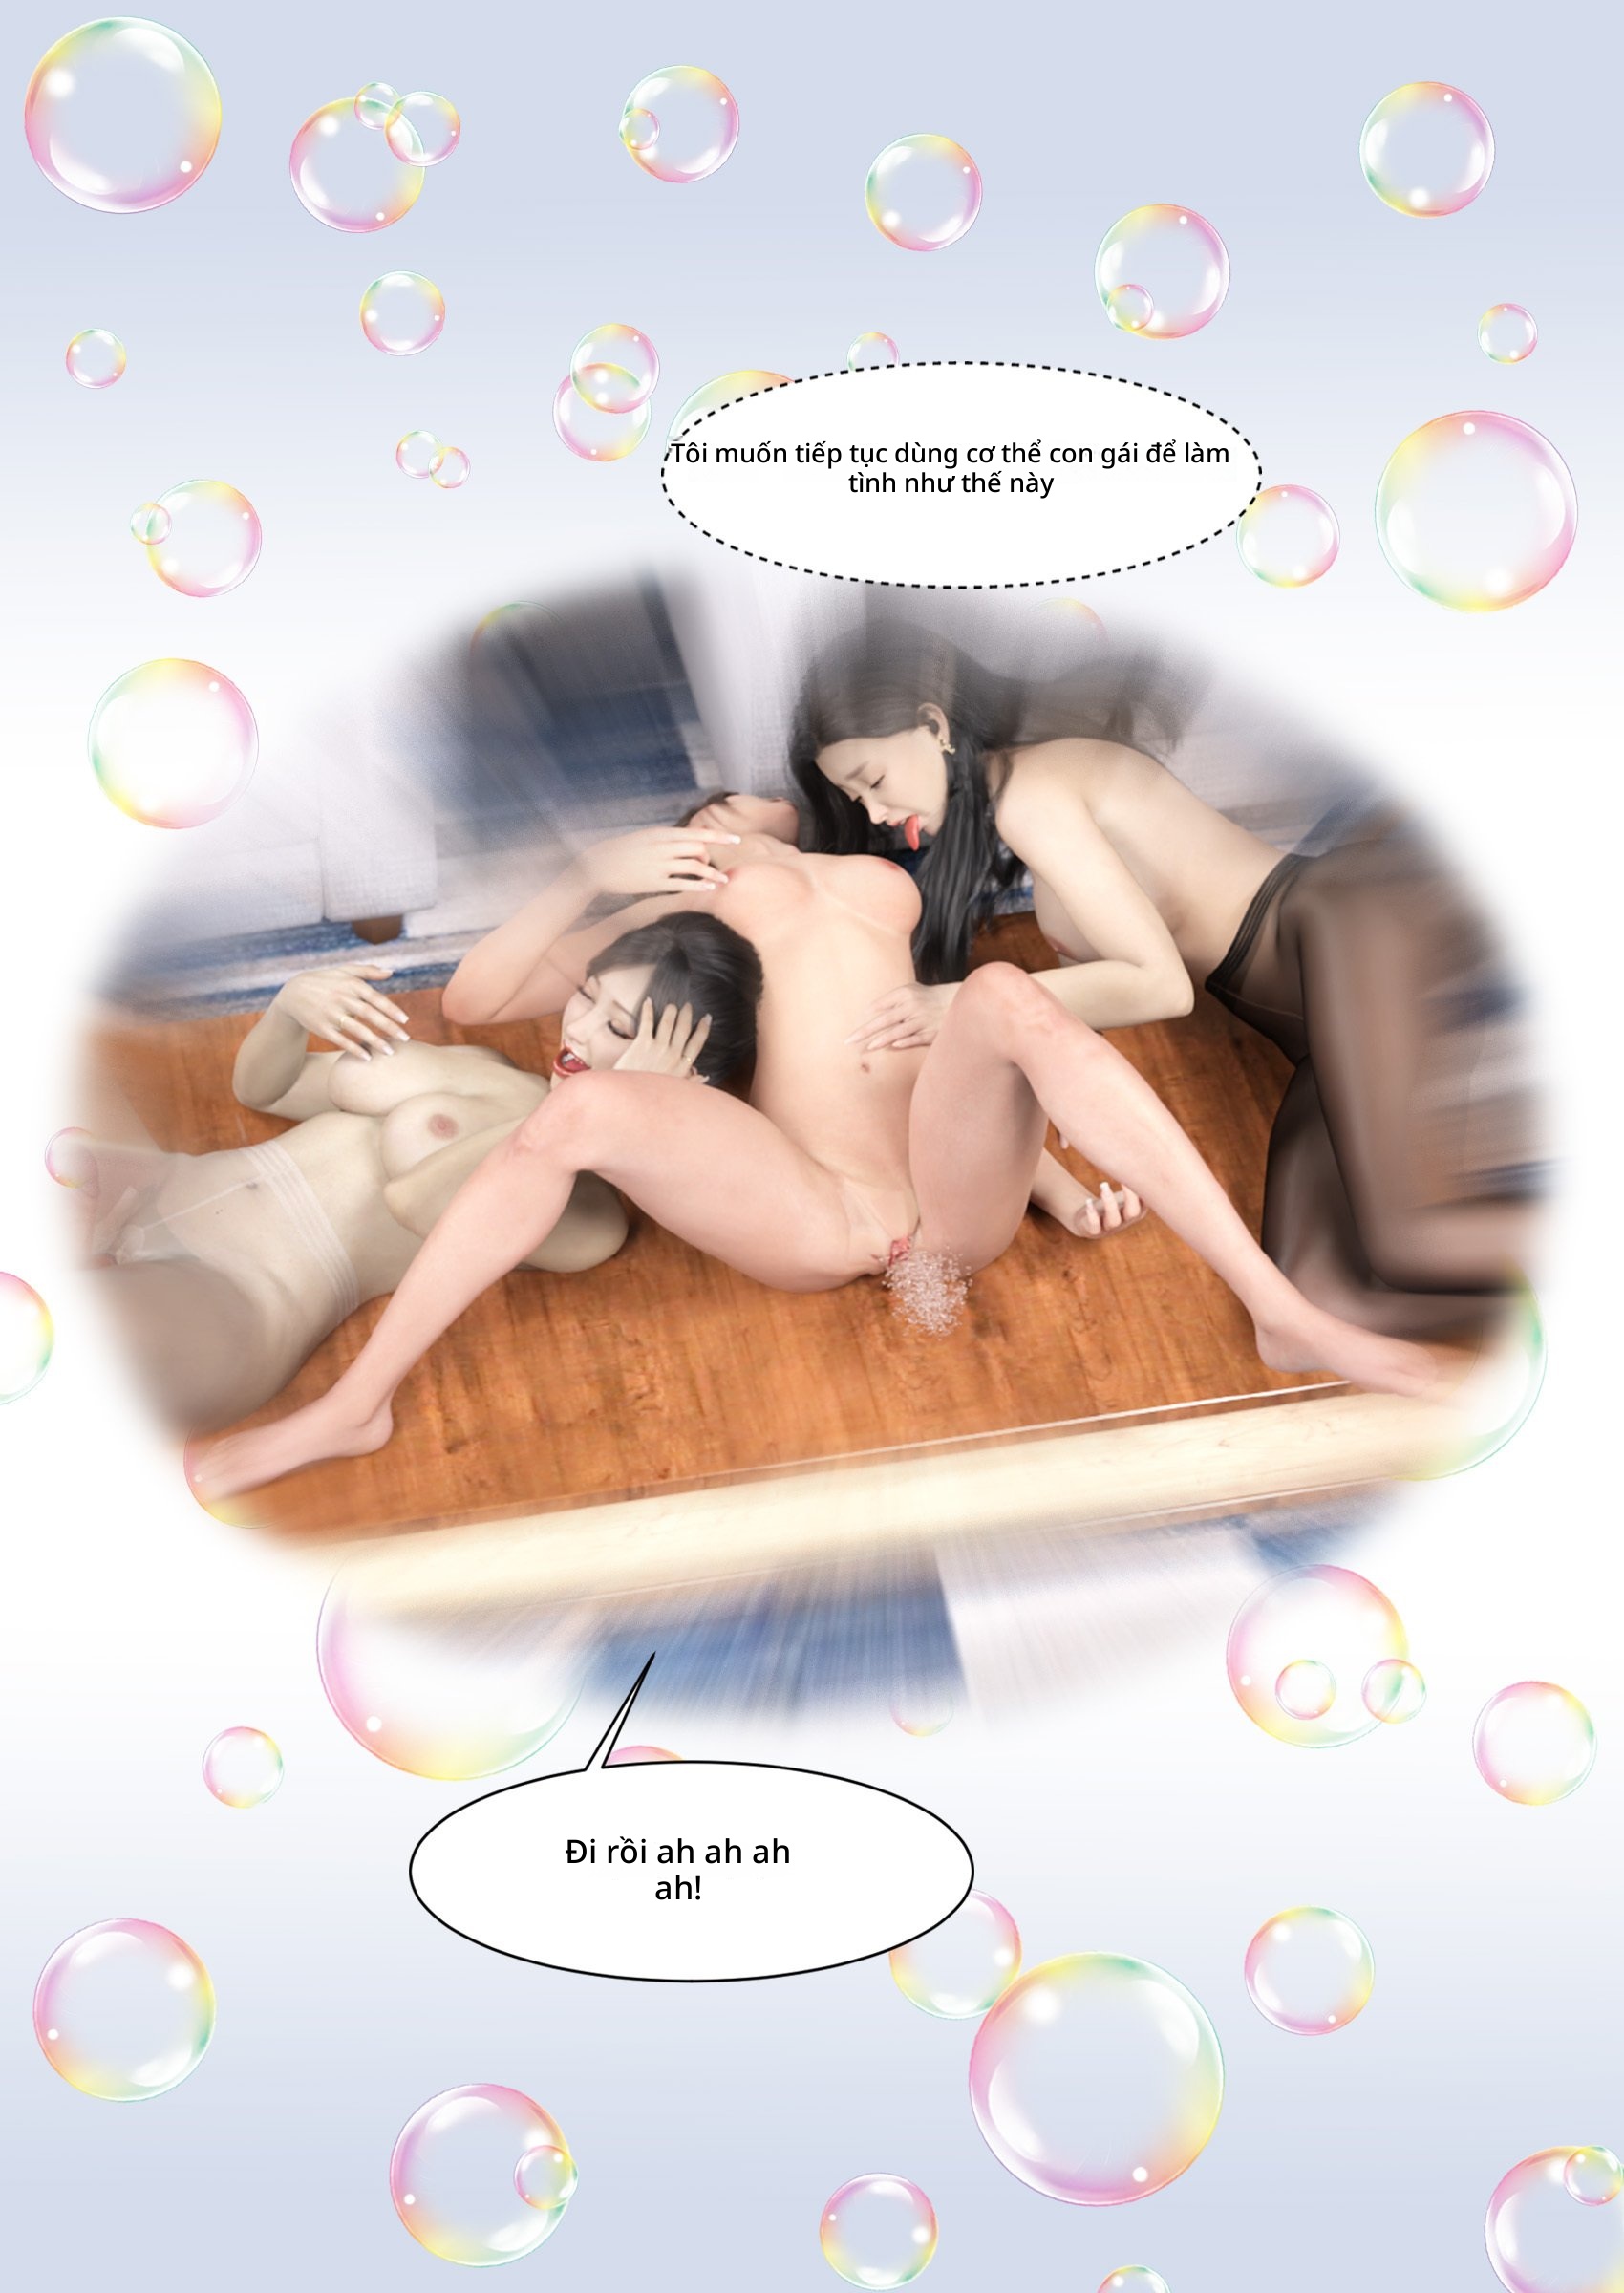 Tôi muốn tiếp tục dùng cơ thể con gái để làm
tình như thế này
Đi rồi ah ah ah
ah!